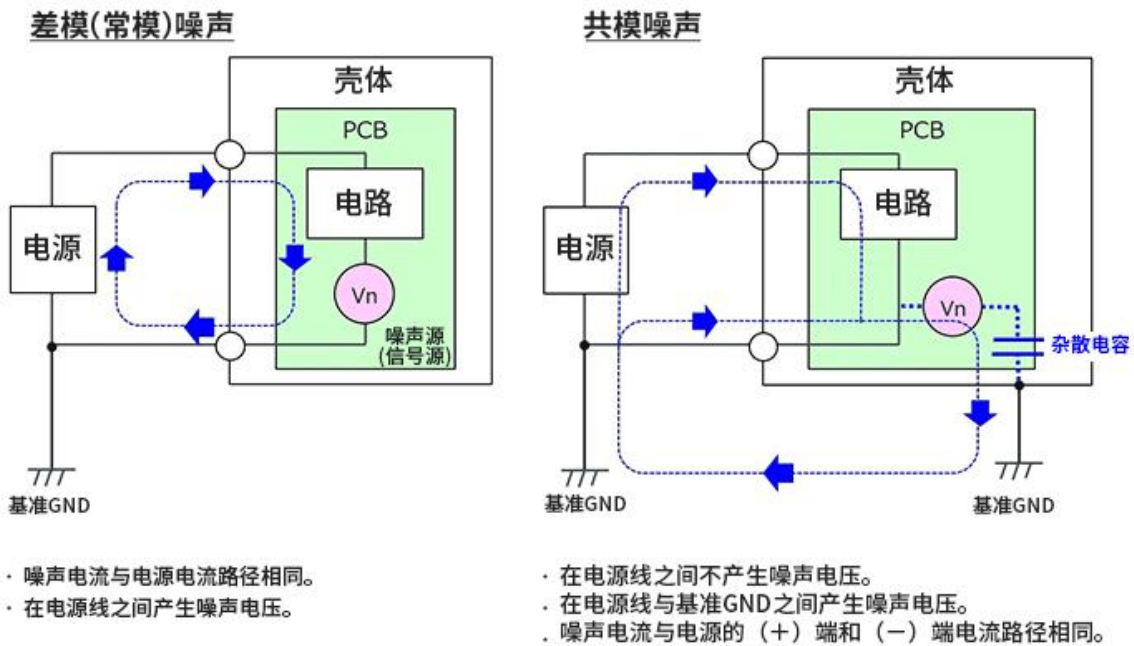 差模(常模)噪声
壳体
PCB
电路
电源
Vn
噪声源
(信号源)
基准GND
· 噪声电流与电源电流路径相同。
· 在电源线之间产生噪声电压。
共模噪声
壳体
PCB
电路
电源
Vn
杂散电容
基准GND
基准GND
· 在电源线之间不产生噪声电压。
· 在电源线与基准GND之间产生噪声电压。
. 噪声电流与电源的（+）端和（一）端电流路径相同。